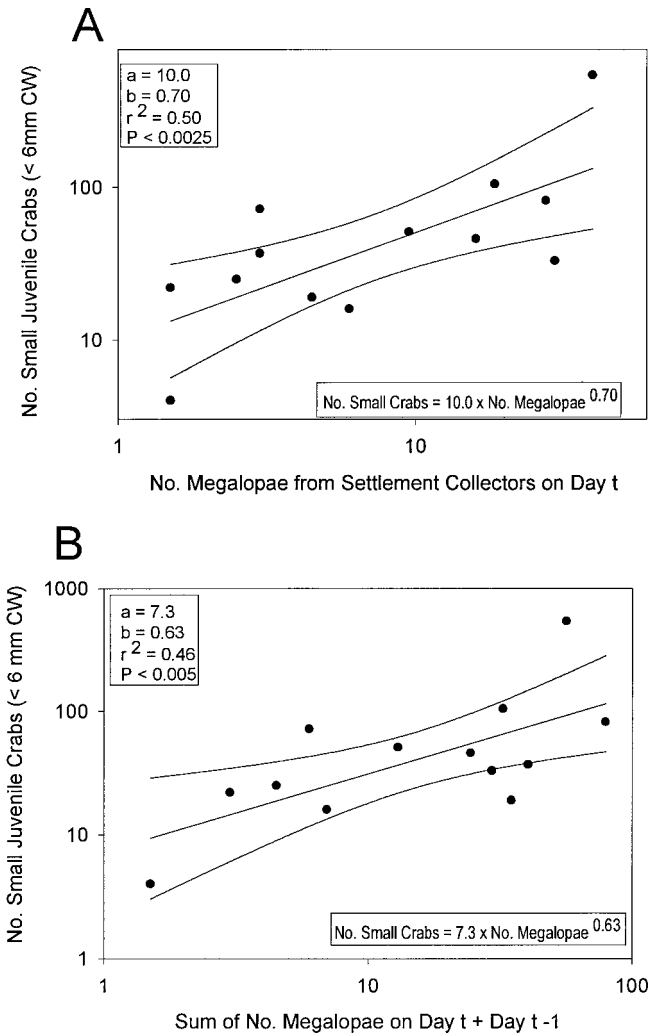 A
a = 10.0
b = 0.70
r 2 = 0.50
P < 0.0025
No. Small Juvenile Crabs (< 6mm CW)
100
10
No. Small Crabs = 10.0 x No. Megalopae 0.70
1
10
No. Megalopae from Settlement Collectors on Day t
B
1000
a = 7.3
b = 0.63
r 2 = 0.46
P < 0.005
No. Small Juvenile Crabs (< 6 mm CW)
100
10
No. Small Crabs = 7.3 x No. Megalopae 0.63
1
1
10
100
Sum of No. Megalopae on Day t + Day t -1